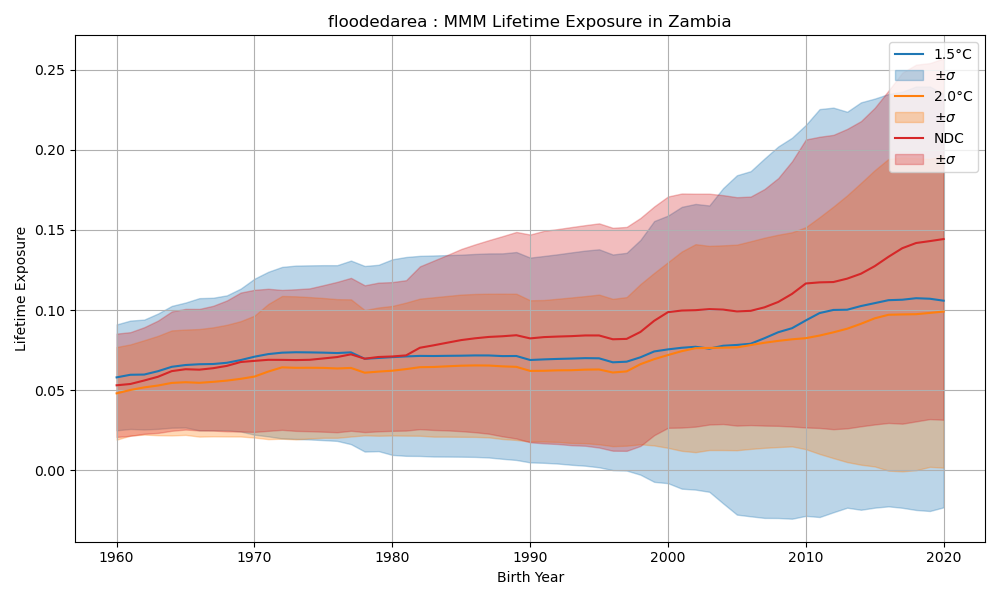 floodedarea : MMM Lifetime Exposure in Zambia
Lifetime Exposure
0.25
0.20
0.15
0.10
0.05
0.00
1960 1970 1980 1990 2000 2010 2020
Birth Year
1.5°C
±σ
2.0°C
±σ
NDC
±σ